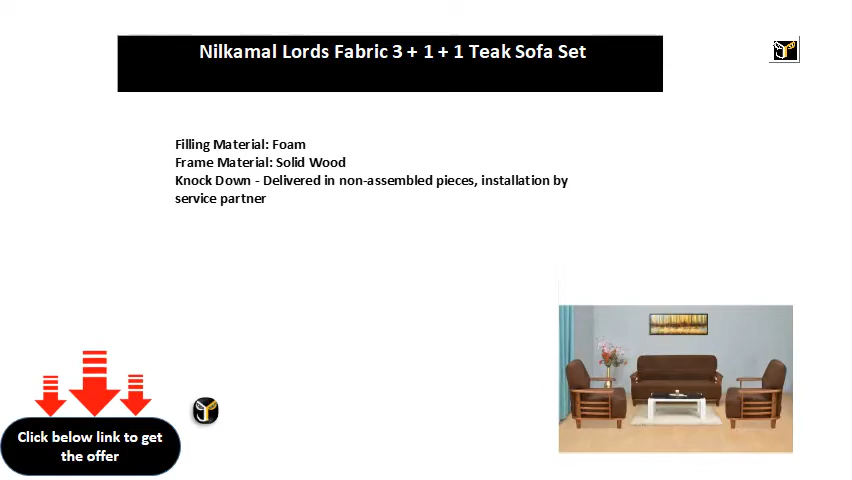 Nilkamal Lords Fabric 3 + 1 + 1 Teak Sofa Set
Filling Material: Foam
Frame Material: Solid Wood
Knock Down - Delivered in non-assembled pieces, installation by
service partner
Click below link to get
the offer